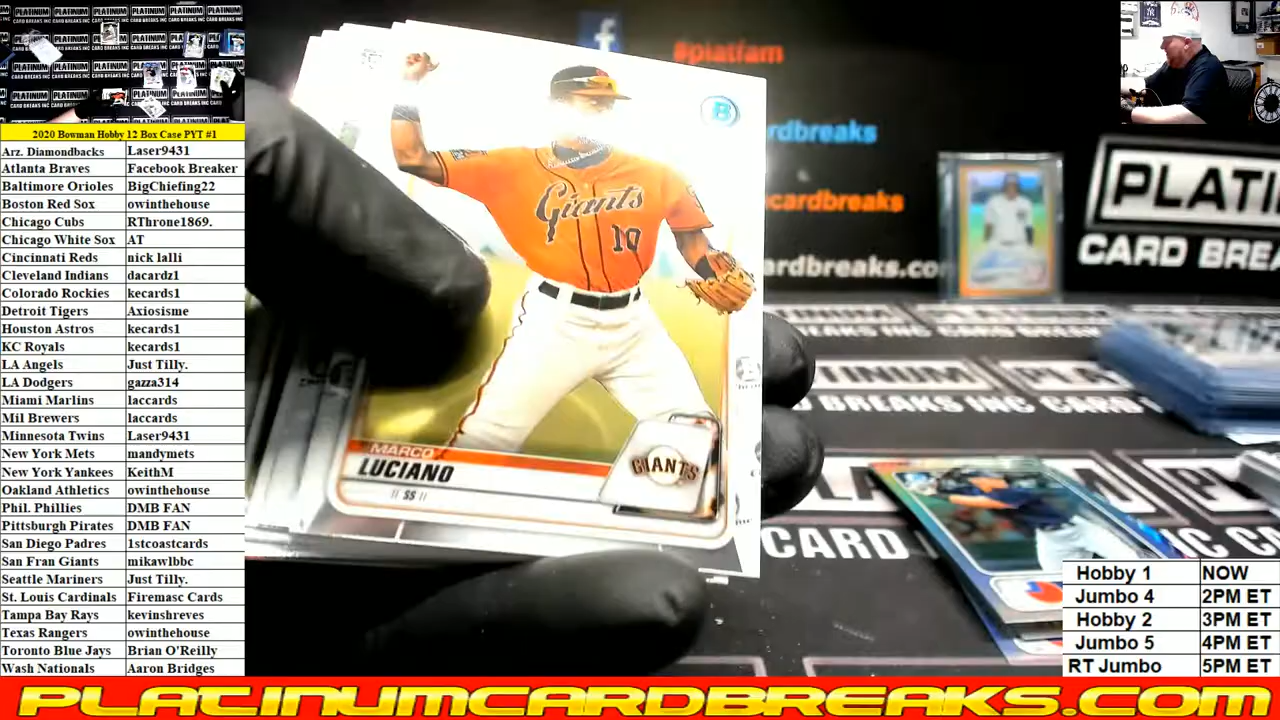 2020 Bowman Hobby 12 Box Case PYT #1
Arz. Diamondbacks Laser9431
Atlanta Braves Facebook Breaker
Baltimore Orioles BigChiefing22
Boston Red Sox owinthehouse
Chicago Cubs RThrone1869.
Chicago White Sox AT
Cincinnati Reds nick lalli
Cleveland Indians dacardz1
Colorado Rockies kecards1
Detroit Tigers Axiosisme
Houston Astros kecards1
KC Royals kecards1
LA Angels Just Tilly.
LA Dodgers gazza314
Miami Marlins laccards
Mil Brewers laccards
Minnesota Twins Laser9431
New York Mets mandymets
New York Yankees KeithM
Oakland Athletics owinthehouse
Phil. Phillies DMB FAN
Pittsburgh Pirates DMB FAN
San Diego Padres 1stcoastcards
San Fran Giants mikawlbbc
Seattle Mariners Just Tilly.
St. Louis Cardinals Firemasc Cards
Tampa Bay Rays kevinshreves
Texas Rangers owinthehouse
Toronto Blue Jays Brian O'Reilly
Wash Nationals Aaron Bridges
#platfam
rdbreaks
cardbreaks
ardbreaks.co
PLATI
CARD BREA
B
Giants
10
MARCO
LUCIANO
// SS //
GIANTS
Hobby 1 NOW
Jumbo 4 2PM ET
Hobby 2 3PM ET
Jumbo 5 4PM ET
RT Jumbo 5PM ET
PLATINUMCARDBREAKS.COM